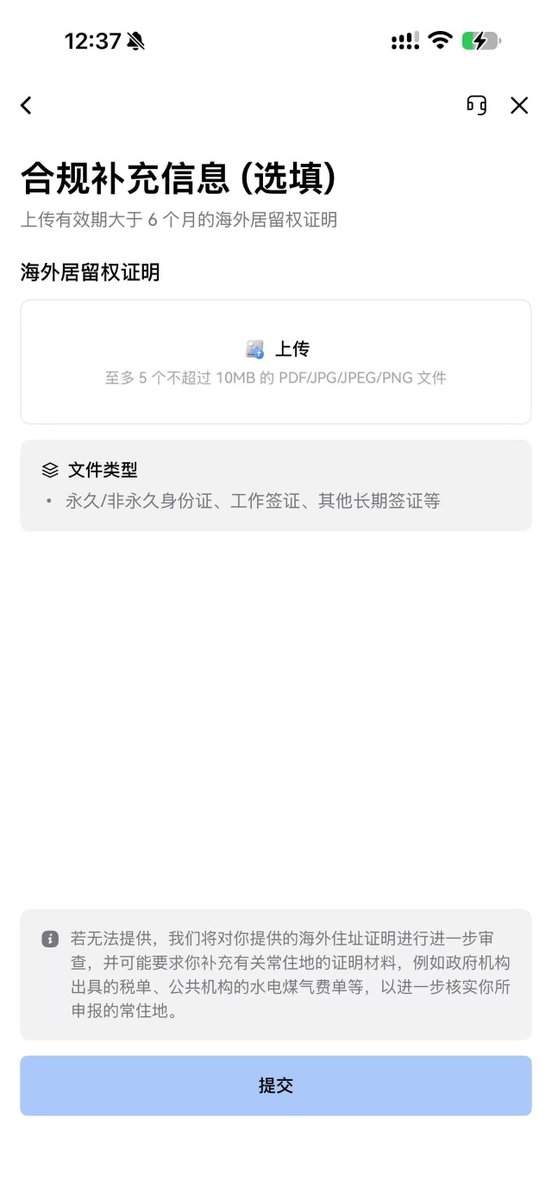 12:37
合规补充信息 (选填)
上传有效期大于 6 个月的海外居留权证明
海外居留权证明
上传
至多 5 个不超过 10MB 的 PDF/JPG/JPEG/PNG 文件
文件类型
• 永久/非永久身份证、工作签证、其他长期签证等
若无法提供，我们将对你提供的海外住址证明进行进一步审
查，并可能要求你补充有关常住地的证明材料，例如政府机构
出具的税单、公共机构的水电煤气费单等，以进一步核实你所
申报的常住地。
提交